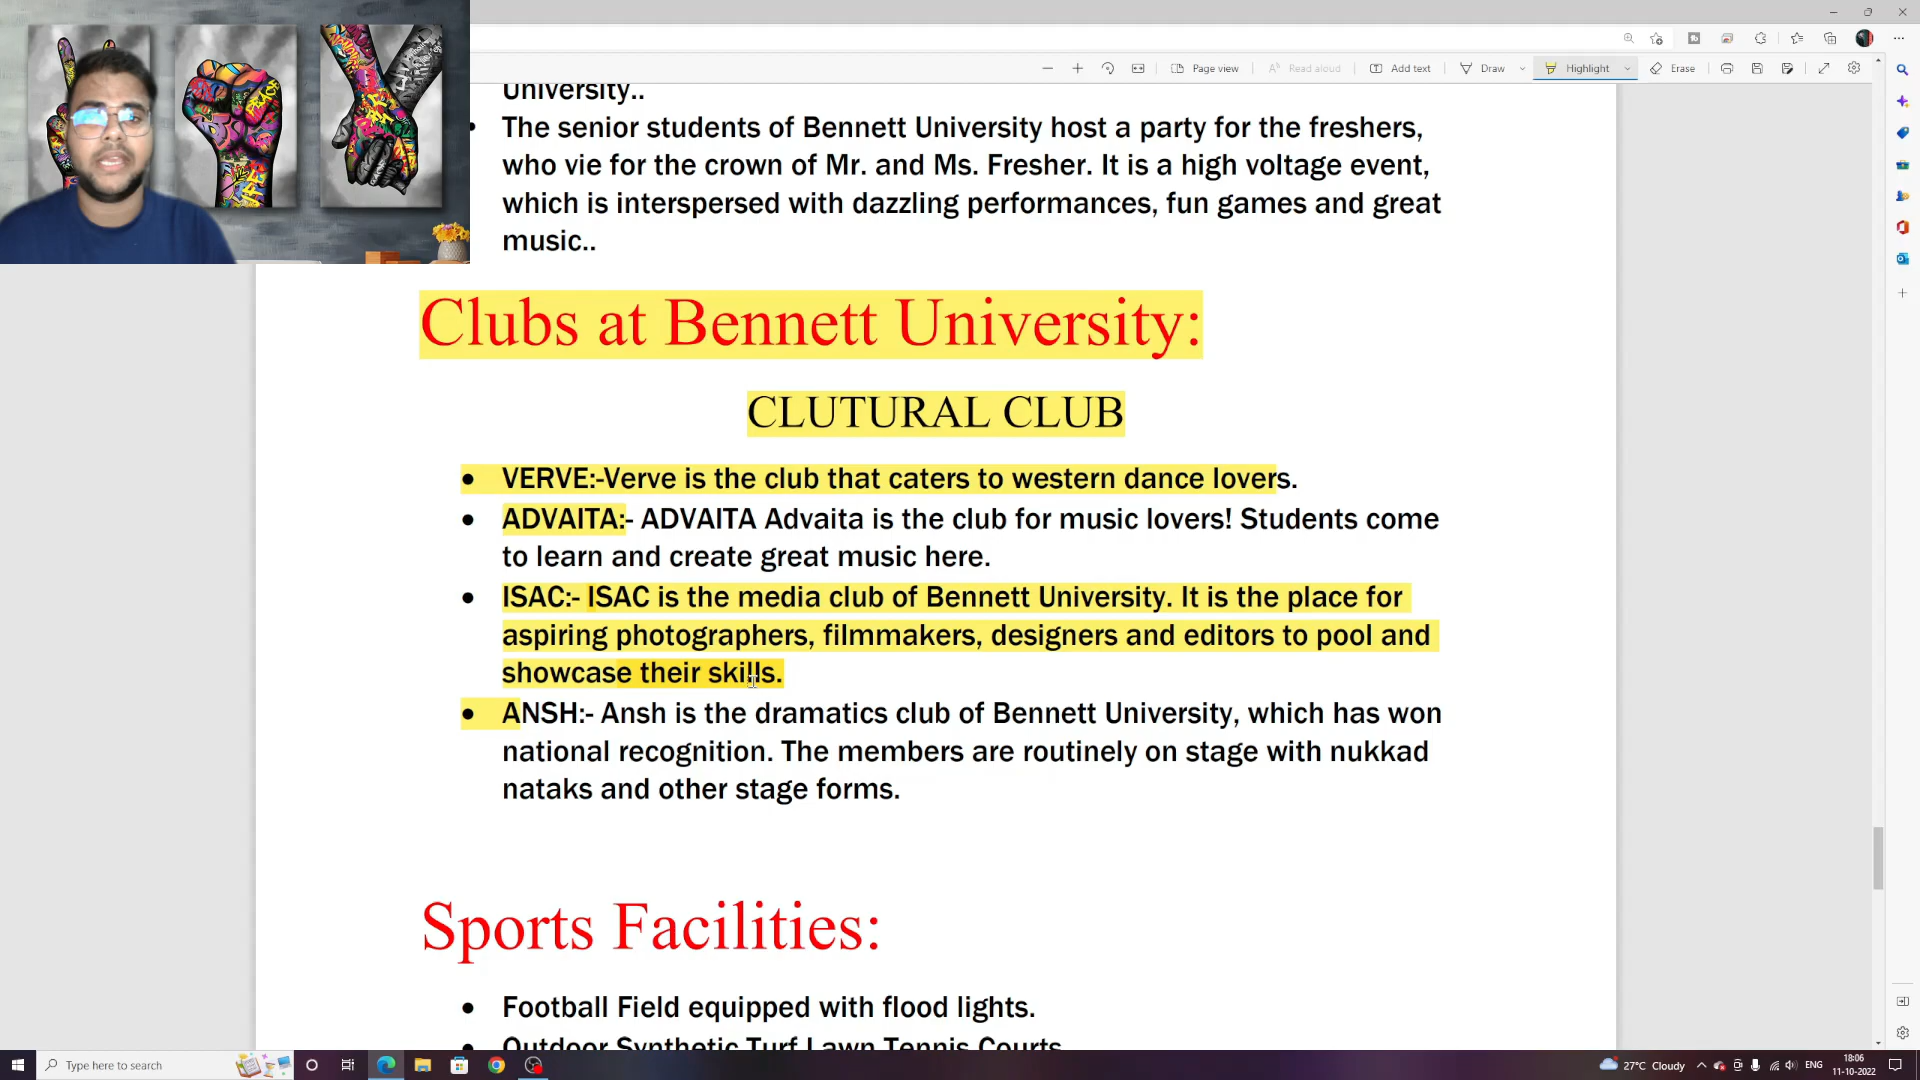 Page view
Read aloud
Add text
Draw
Highlight
Erase
University..
The senior students of Bennett University host a party for the freshers,
who vie for the crown of Mr. and Ms. Fresher. It is a high voltage event,
which is interspersed with dazzling performances, fun games and great
music..
Clubs at Bennett University:
CLUTURAL CLUB
VERVE:-Verve is the club that caters to western dance lovers.
ADVAITA:- ADVAITA Advaita is the club for music lovers! Students come
to learn and create great music here.
ISAC:- ISAC is the media club of Bennett University. It is the place for
aspiring photographers, filmmakers, designers and editors to pool and
showcase their skills.
ANSH:- Ansh is the dramatics club of Bennett University, which has won
national recognition. The members are routinely on stage with nukkad
nataks and other stage forms.
Sports Facilities:
Football Field equipped with flood lights.
Outdoor Synthetic Turf Lawn Tennis Courts
Type here to search
27°C Cloudy
ENG
18:06
11-10-2022